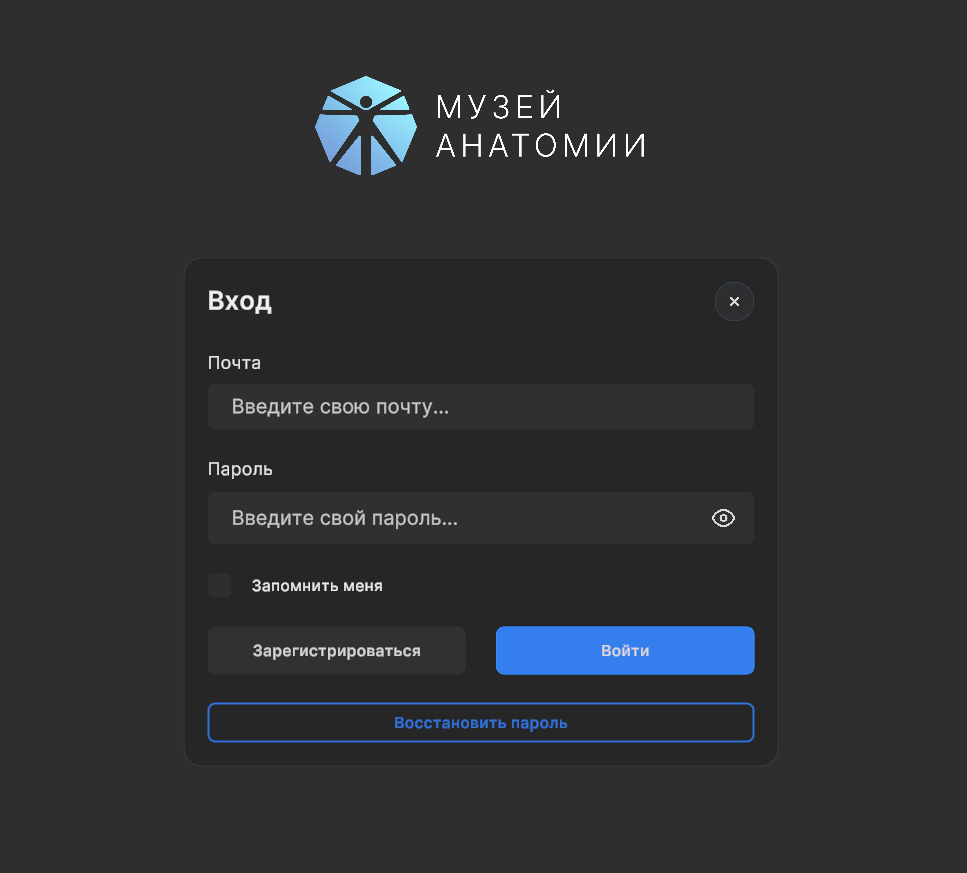 МУЗЕЙ
АНАТОМИИ
Вход
Почта
Введите свою почту...
Пароль
Введите свой пароль...
Запомнить меня
Зарегистрироваться
Войти
Восстановить пароль